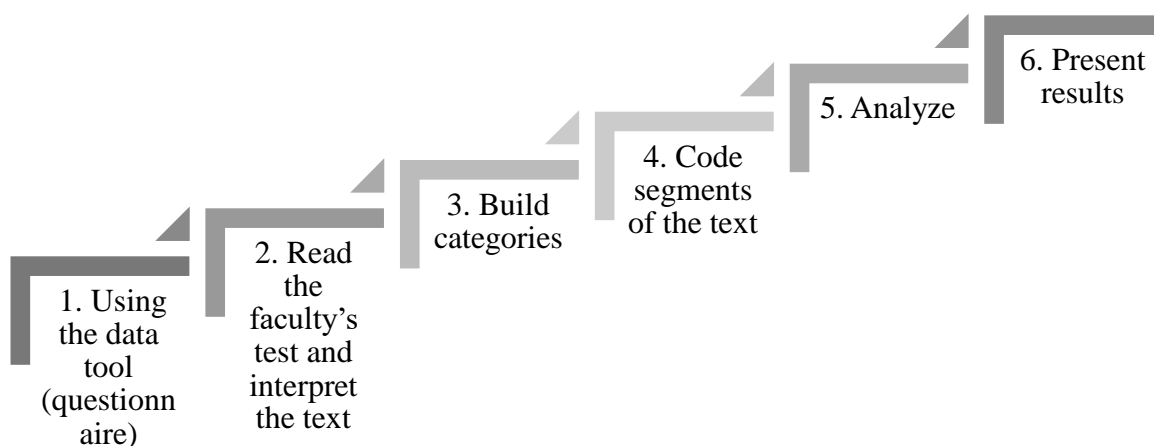 1. Using
the data
tool
(questionn
aire)
2. Read
the
faculty’s
test and
interpret
the text
3. Build
categories
4. Code
segments
of the text
5. Analyze
6. Present
results